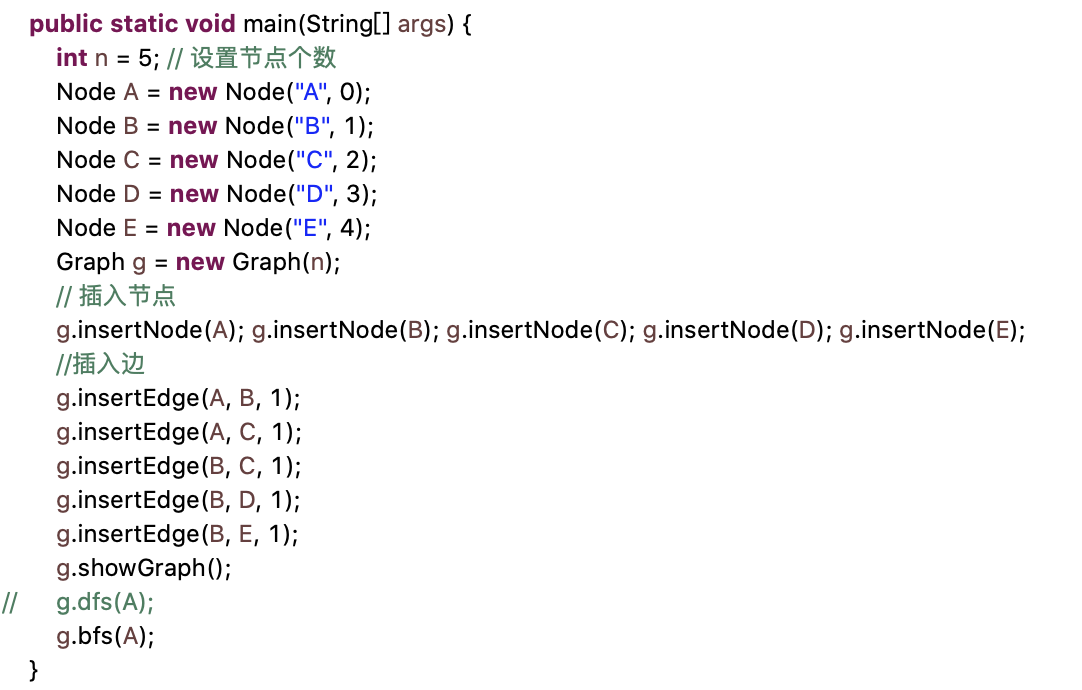 public static void main(String[] args) {
int n = 5; // 设置节点个数
Node A = new Node("A", 0);
Node B = new Node("B", 1);
Node C = new Node("C", 2);
Node D = new Node("D", 3);
Node E = new Node("E", 4);
Graph g = new Graph(n);
// 插入节点
g.insertNode(A); g.insertNode(B); g.insertNode(C); g.insertNode(D); g.insertNode(E);
//插入边
g.insertEdge(A, B, 1);
g.insertEdge(A, C, 1);
g.insertEdge(B, C, 1);
g.insertEdge(B, D, 1);
g.insertEdge(B, E, 1);
g.showGraph();
// g.dfs(A);
g.bfs(A);
}